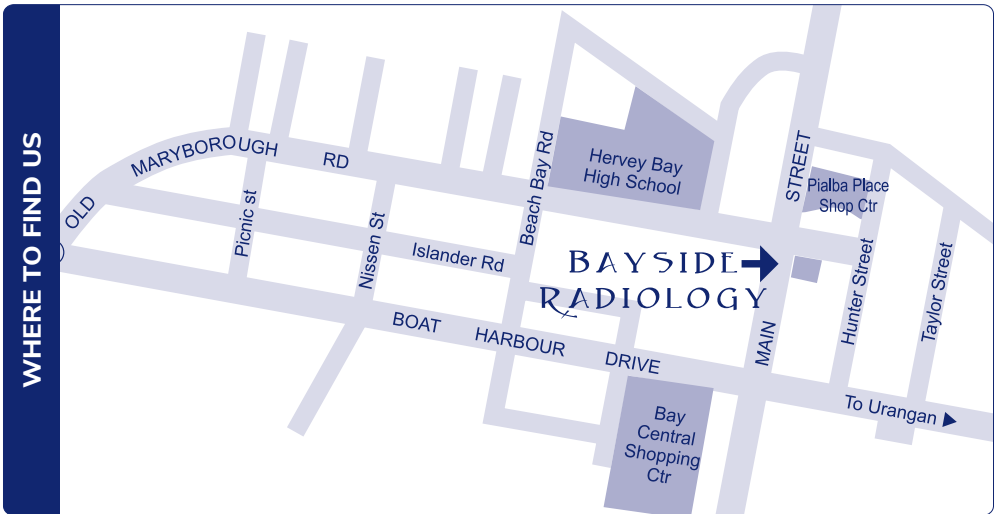 WHERE TO FIND US
OLD
MARYBOROUGH
RD
Picnic st
Nissen St
Islander Rd
Beach Bay Rd
Hervey Bay
High School
STREET
Pialba Place
Shop Ctr
BAYSIDE
RADIOLOGY
MAIN
Hunter Street
Taylor Street
BOAT
HARBOUR
DRIVE
To Urangan
Bay
Central
Shopping
Ctr